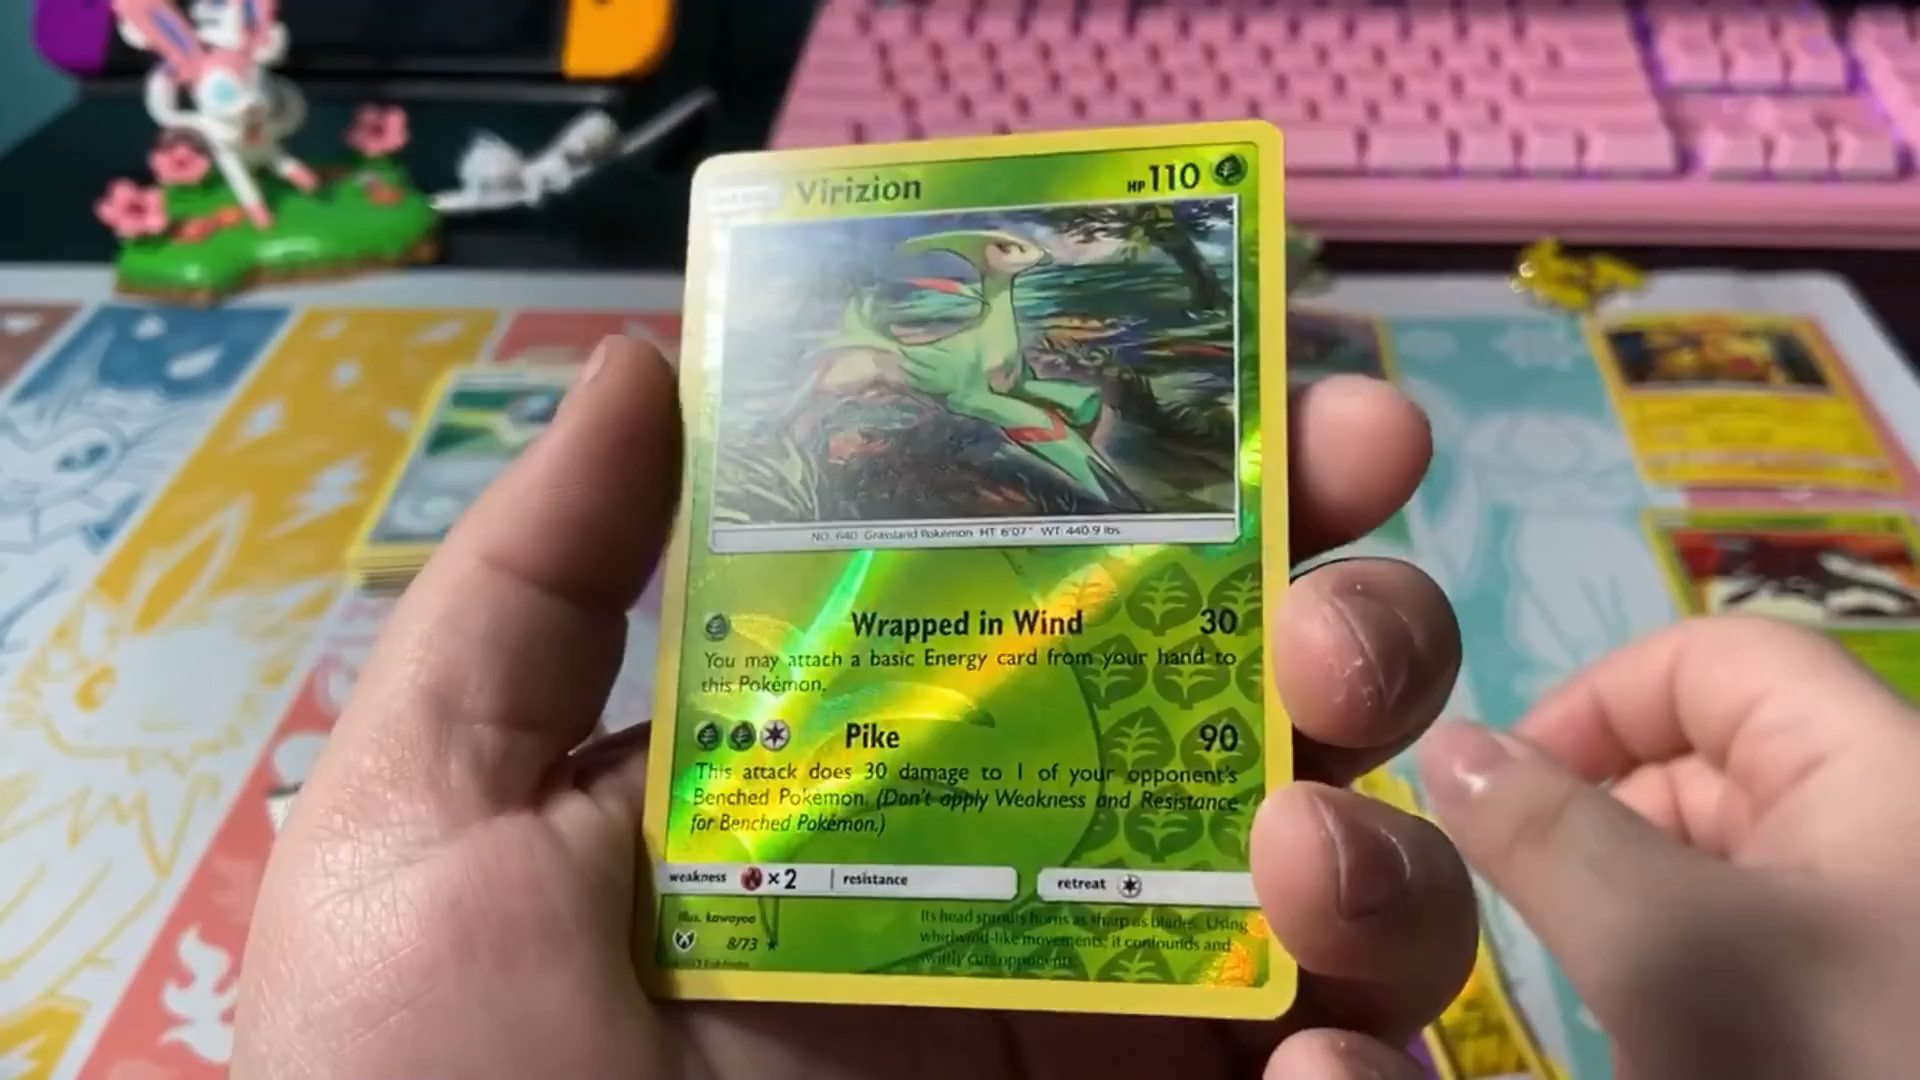 Virizion HP110
NO. 640 Grassland Pokémon HT: 6'07" WT: 440.9 lbs.
Wrapped in Wind 30
You may attach a basic Energy card from your hand to
this Pokémon.
Pike 90
This attack does 30 damage to 1 of your opponent's
Benched Pokémon. (Don't apply Weakness and Resistance
for Benched Pokémon.)
weakness ×2 resistance retreat
Illus. kawayoo
8/73 ★
Its head sprouts horns as sharp as blades. Using
whirlwind-like movements, it confounds and
swiftly cuts opponents.